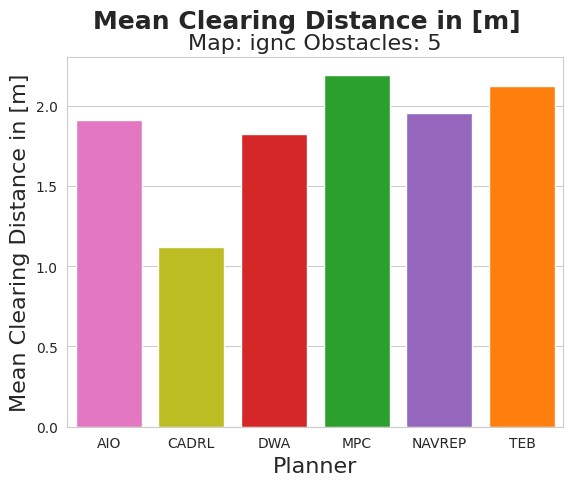 Mean Clearing Distance in [m]
Map: ignc Obstacles: 5
Mean Clearing Distance in [m]
2.0
1.5
1.0
0.5
0.0
AIO CADRL DWA MPC NAVREP TEB
Planner